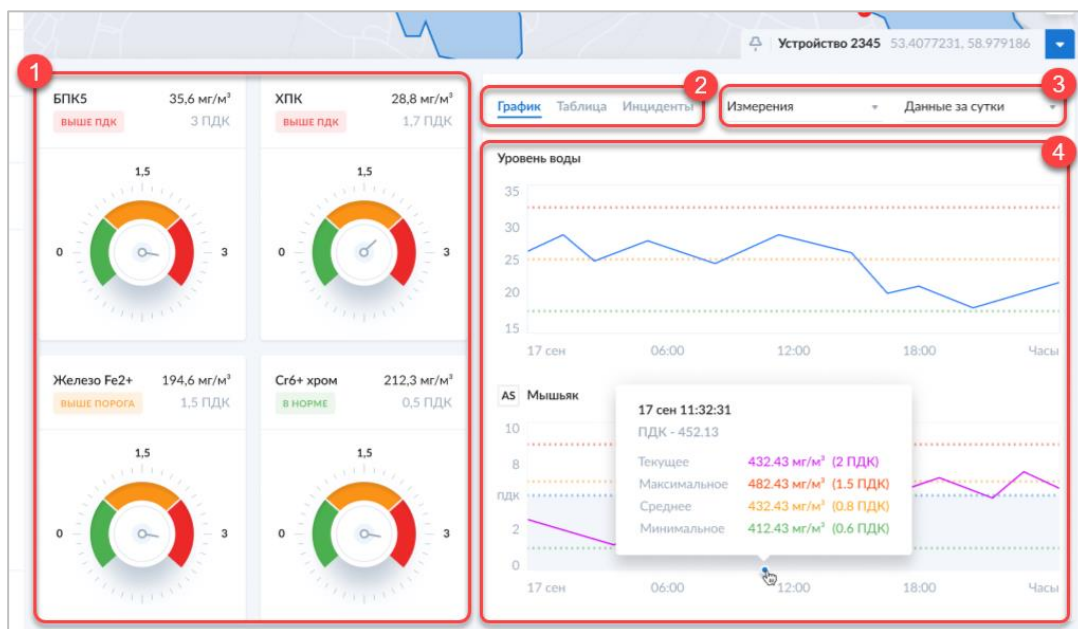 Устройство 2345 53.4077231, 58.979186
1
2
3
БПК5 35,6 мг/м³
ВЫШЕ ПДК 3 ПДК
1,5
0 3
ХПК 28,8 мг/м³
ВЫШЕ ПДК 1,7 ПДК
1,5
0 3
Железо Fe2+ 194,6 мг/м³
ВЫШЕ ПОРОГА 1,5 ПДК
1,5
0 3
Cr6+ хром 212,3 мг/м³
В НОРМЕ 0,5 ПДК
1,5
0 3
График Таблица Инциденты
Измерения Данные за сутки
4
Уровень воды
35
30
25
20
15
17 сен 06:00 12:00 18:00 Часы
AS Мышьяк
10
8
ПДК
2
0
17 сен 06:00 12:00 18:00 Часы
17 сен 11:32:31
ПДК - 452.13
Текущее 432.43 мг/м³ (2 ПДК)
Максимальное 482.43 мг/м³ (1.5 ПДК)
Среднее 432.43 мг/м³ (0.8 ПДК)
Минимальное 412.43 мг/м³ (0.6 ПДК)